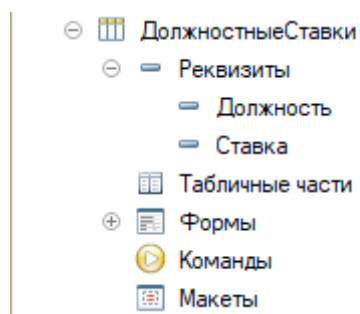 ДолжностныеСтавки
Реквизиты
Должность
Ставка
Табличные части
Формы
Команды
Макеты